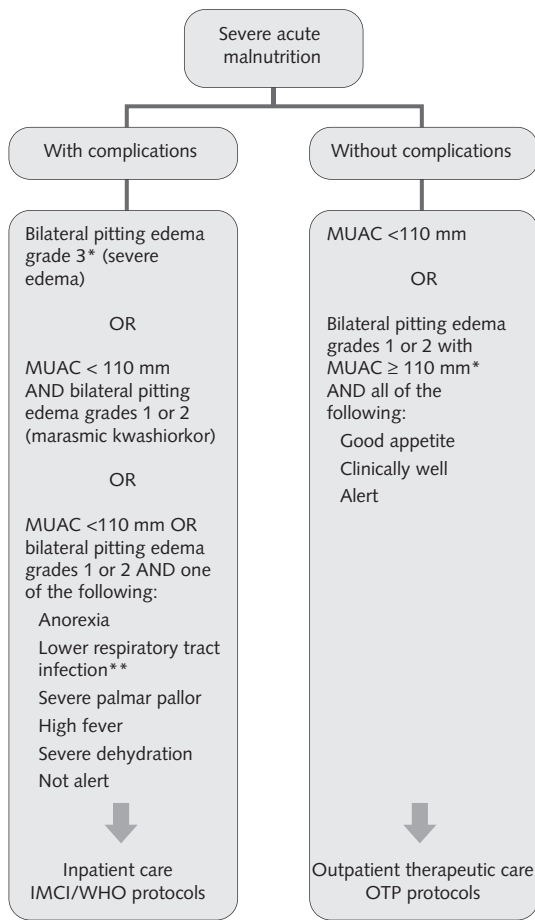 Severe acute
malnutrition
With complications
Bilateral pitting edema
grade 3* (severe
edema)
OR
MUAC < 110 mm
AND bilateral pitting
edema grades 1 or 2
(marasmic kwashiorkor)
OR
MUAC <110 mm OR
bilateral pitting edema
grades 1 or 2 AND one
of the following:
Anorexia
Lower respiratory tract
infection**
Severe palmar pallor
High fever
Severe dehydration
Not alert
Inpatient care
IMCI/WHO protocols
Without complications
MUAC <110 mm
OR
Bilateral pitting edema
grades 1 or 2 with
MUAC ≥ 110 mm*
AND all of the
following:
Good appetite
Clinically well
Alert
Outpatient therapeutic care
OTP protocols